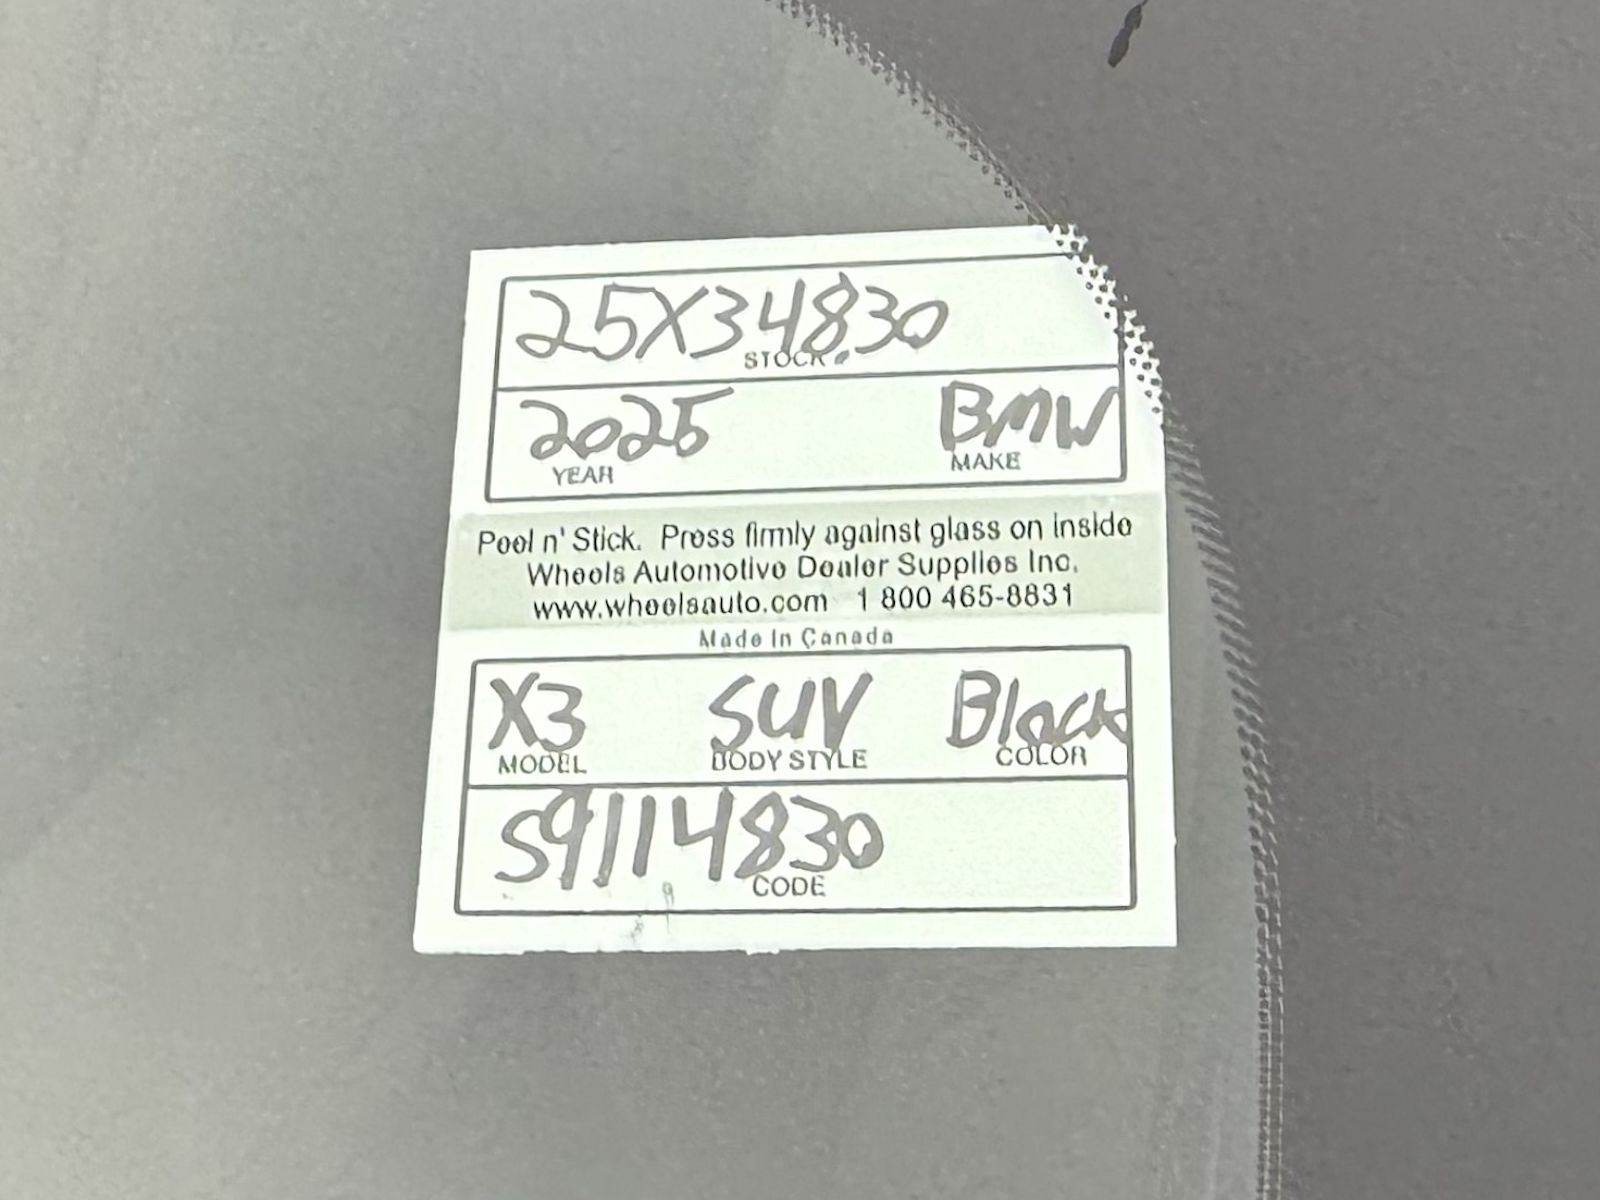 25X34830
STOCK #
2025 BMW
YEAR MAKE
Peel n' Stick. Press firmly against glass on inside
Wheels Automotive Dealer Supplies Inc.
www.wheelsauto.com 1 800 465-8831
Made In Canada
X3 SUV Black
MODEL BODY STYLE COLOR
S9114830
CODE